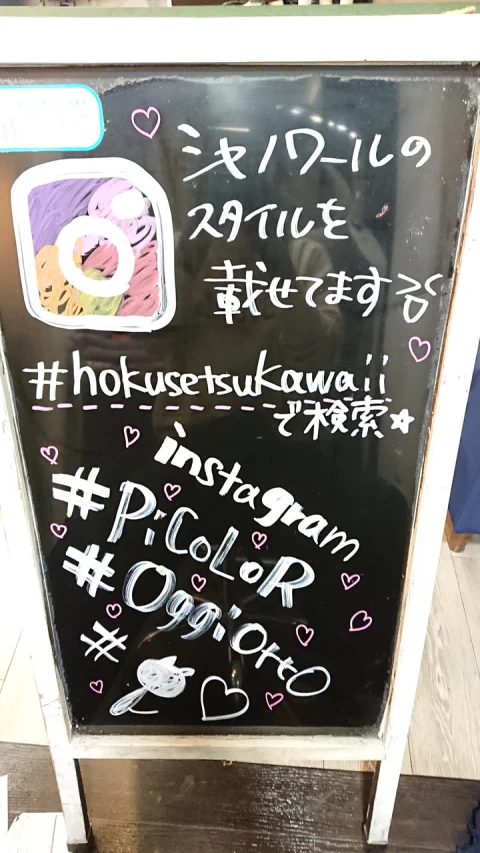 シャノワールの
スタイルを
載せてます
#hokusetsukawaii
で検索☆
instagram
#PiCoLoR
#OggiOttO
#